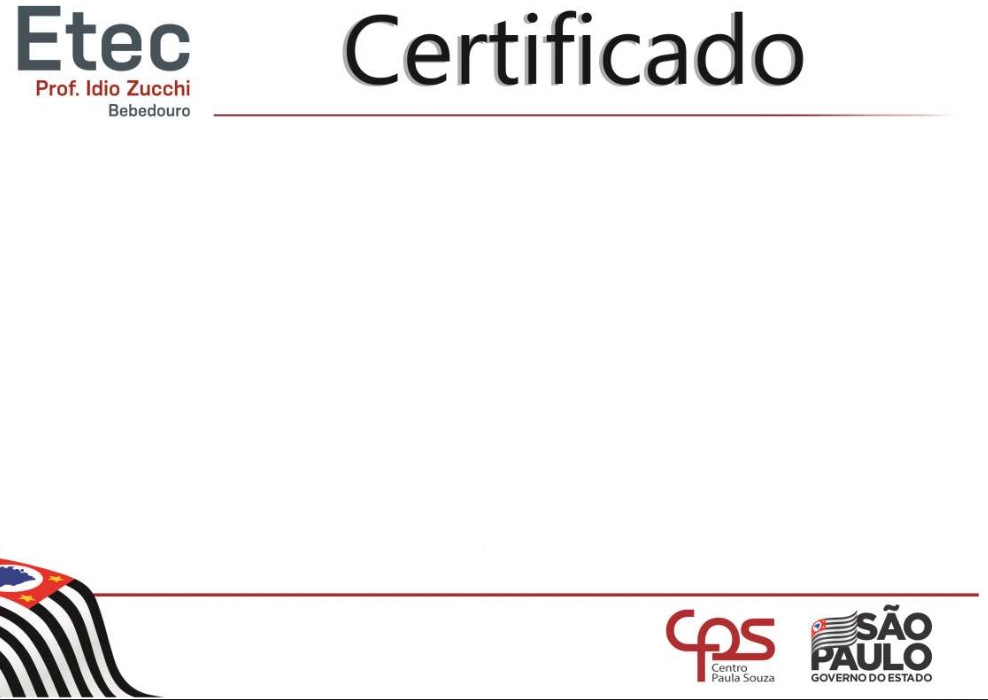 Etec
Prof. Idio Zucchi
Bebedouro
Certificado
CPS
Centro
Paula Souza
SÃO
PAULO
GOVERNO DO ESTADO